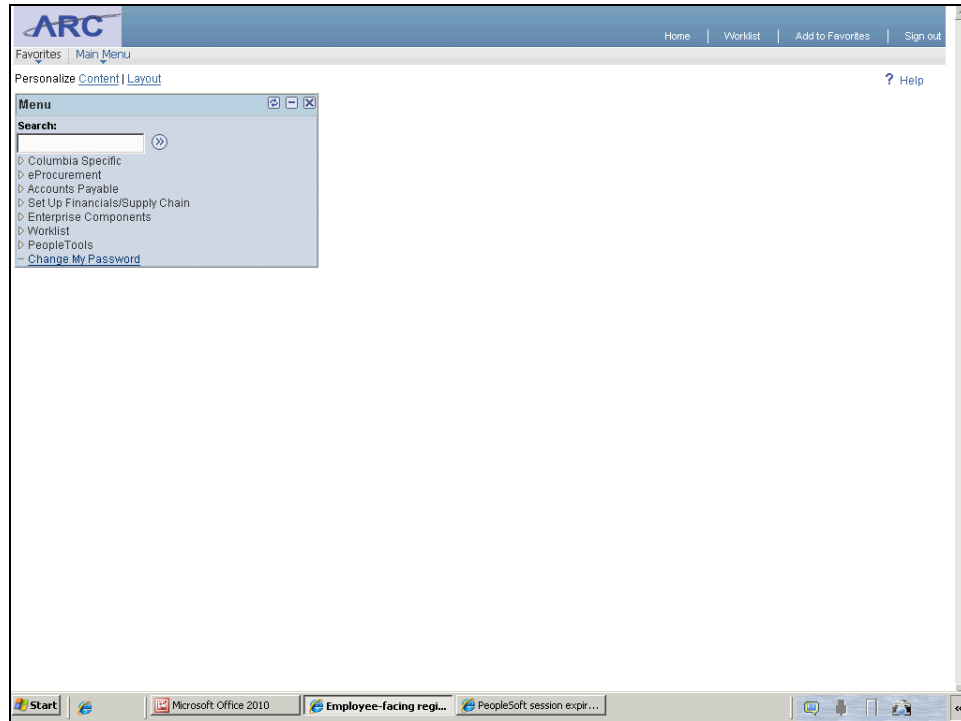 ARC
Home | Worklist | Add to Favorites | Sign out
Favorites Main Menu
Personalize Content | Layout
? Help
Menu
Search:
Columbia Specific
eProcurement
Accounts Payable
Set Up Financials/Supply Chain
Enterprise Components
Worklist
PeopleTools
Change My Password
Start Microsoft Office 2010 Employee-facing regi... PeopleSoft session expir...